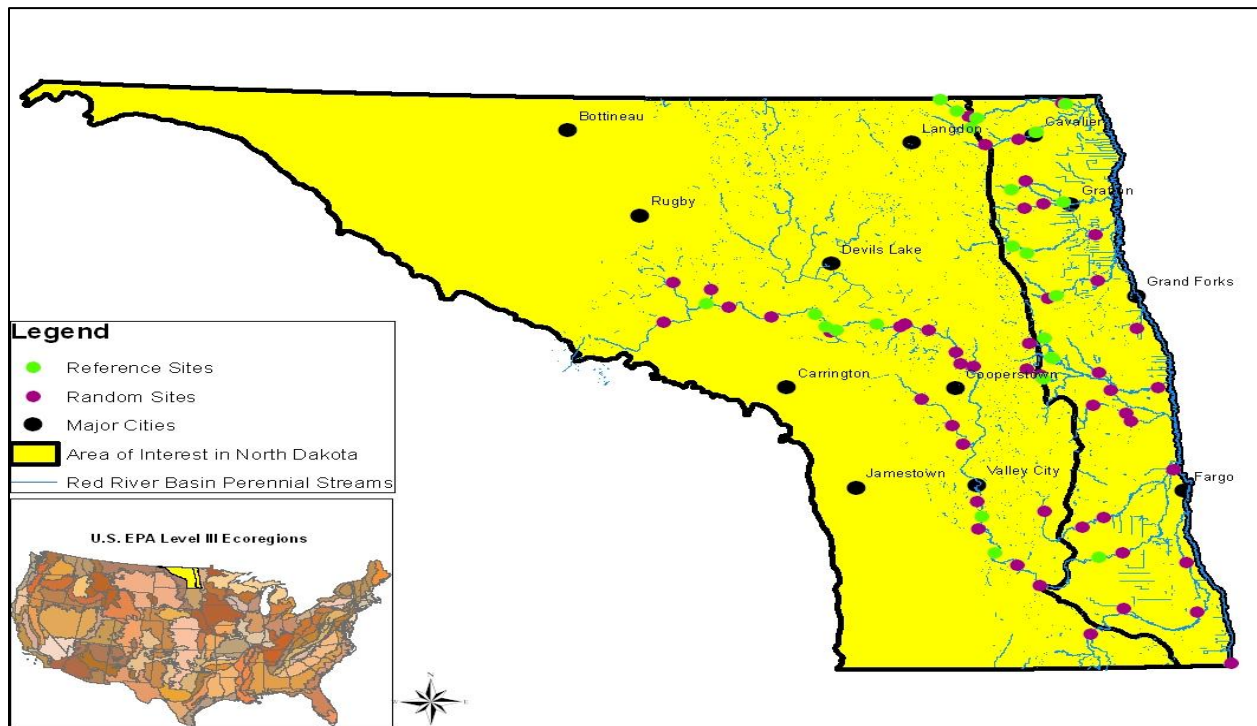 Bottineau
Langdon
Cavalier
Rugby
Grafton
Devils Lake
Grand Forks
Legend
Reference Sites
Random Sites
Major Cities
Area of Interest in North Dakota
Red River Basin Perennial Streams
Carrington
Cooperstown
Jamestown
Valley City
Fargo
U.S. EPA Level III Ecoregions
N